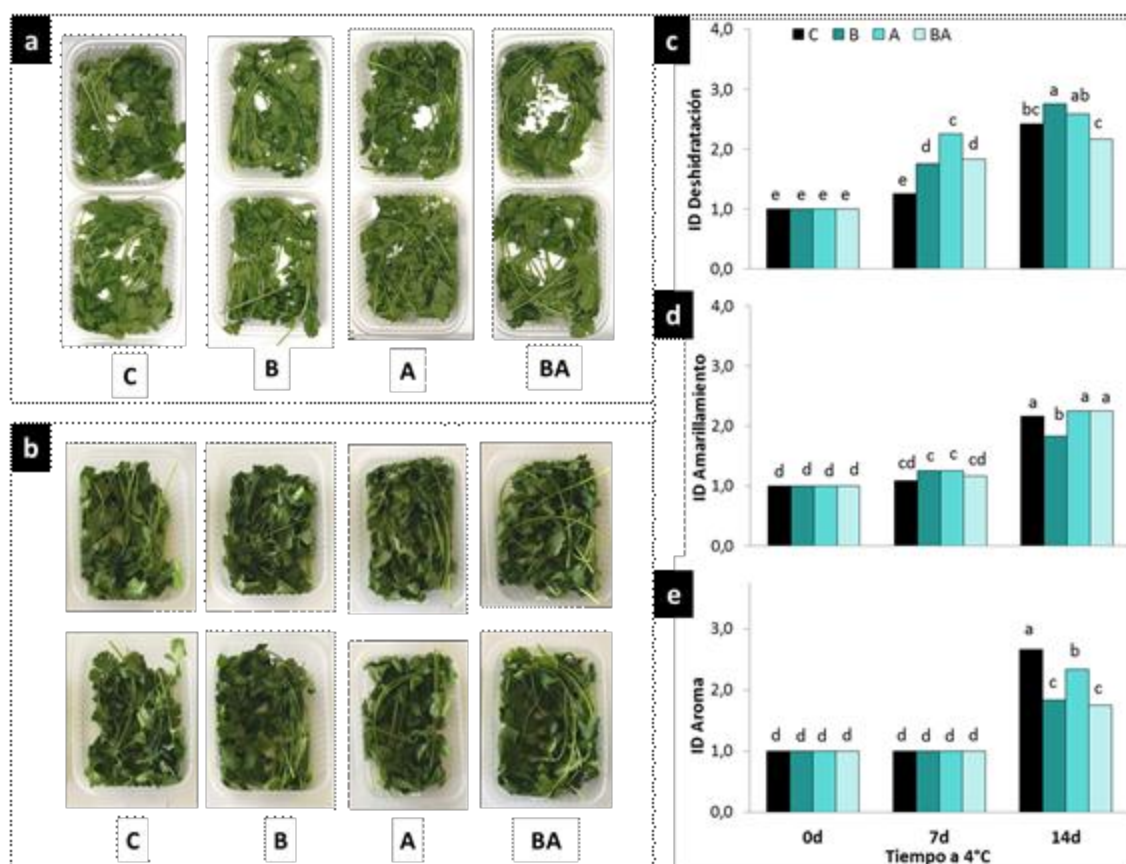 a
C B A BA
b
C B A BA
c
C B A BA
ID Deshidratación
4,0
3,0
2,0
1,0
0,0
e e e e
e d c d
bc a ab c
d
ID Amarillamiento
4,0
3,0
2,0
1,0
0,0
d d d d
cd c c cd
a b a a
e
ID Aroma
3,0
2,0
1,0
0,0
d d d d
d d d d
a c b c
0d 7d 14d
Tiempo a 4°C